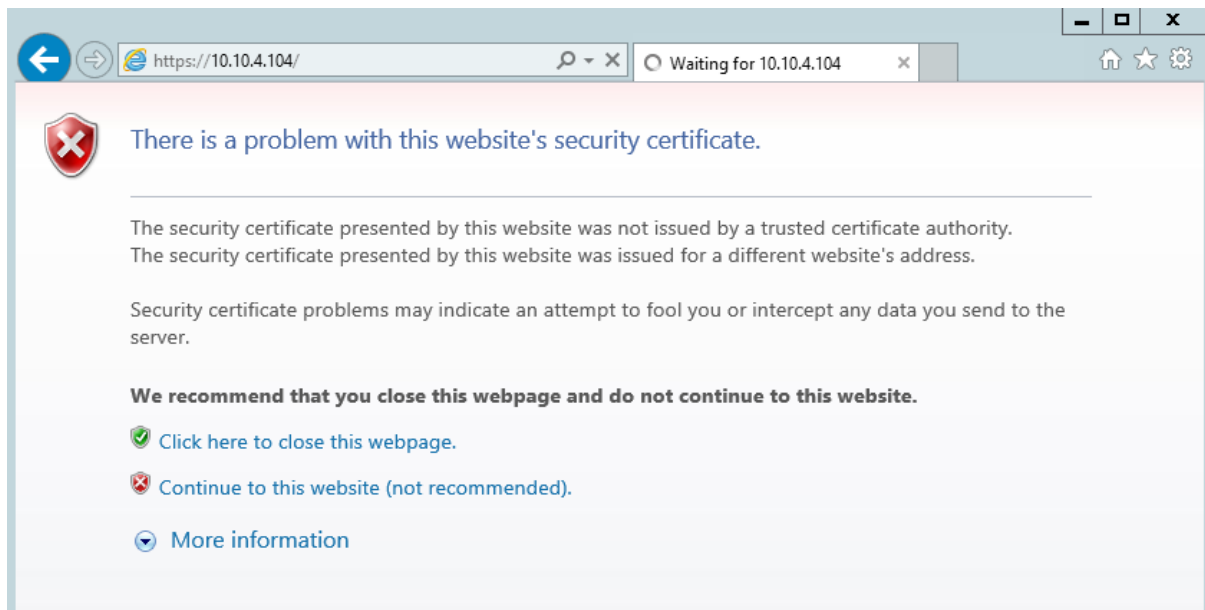 https://10.10.4.104/
Waiting for 10.10.4.104
There is a problem with this website's security certificate.
The security certificate presented by this website was not issued by a trusted certificate authority.
The security certificate presented by this website was issued for a different website's address.
Security certificate problems may indicate an attempt to fool you or intercept any data you send to the
server.
We recommend that you close this webpage and do not continue to this website.
Click here to close this webpage.
Continue to this website (not recommended).
More information